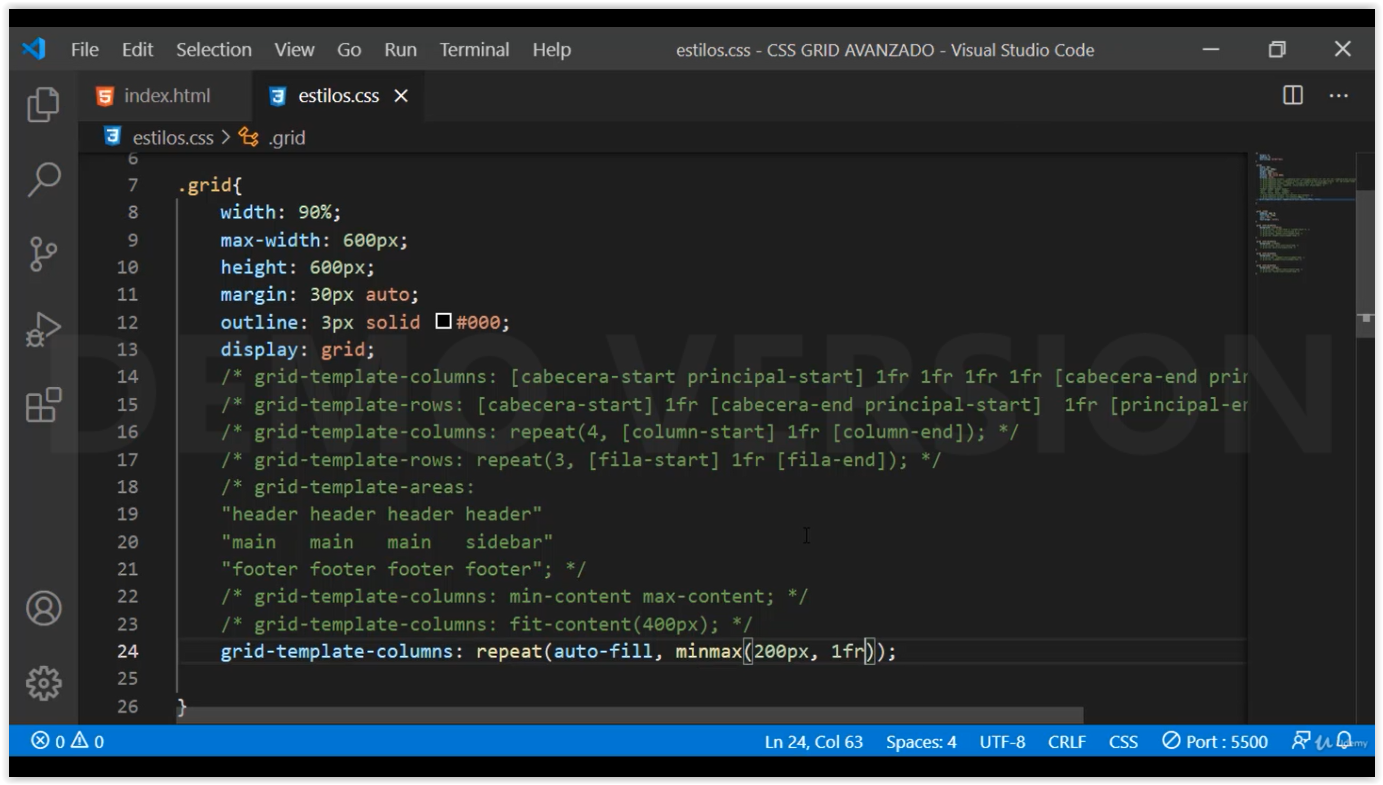 File Edit Selection View Go Run Terminal Help estilos.css - CSS GRID AVANZADO - Visual Studio Code
index.html estilos.css
estilos.css > .grid
6
7 .grid{
8 width: 90%;
9 max-width: 600px;
10 height: 600px;
11 margin: 30px auto;
12 outline: 3px solid #000;
13 display: grid;
14 /* grid-template-columns: [cabecera-start principal-start] 1fr 1fr 1fr 1fr [cabecera-end prin
15 /* grid-template-rows: [cabecera-start] 1fr [cabecera-end principal-start]  1fr [principal-en
16 /* grid-template-columns: repeat(4, [column-start] 1fr [column-end]); */
17 /* grid-template-rows: repeat(3, [fila-start] 1fr [fila-end]); */
18 /* grid-template-areas:
19 "header header header header"
20 "main   main   main   sidebar"
21 "footer footer footer footer"; */
22 /* grid-template-columns: min-content max-content; */
23 /* grid-template-columns: fit-content(400px); */
24 grid-template-columns: repeat(auto-fill, minmax(200px, 1fr));
25
26 }
DEMO VERSION
0 0 Ln 24, Col 63 Spaces: 4 UTF-8 CRLF CSS Port : 5500